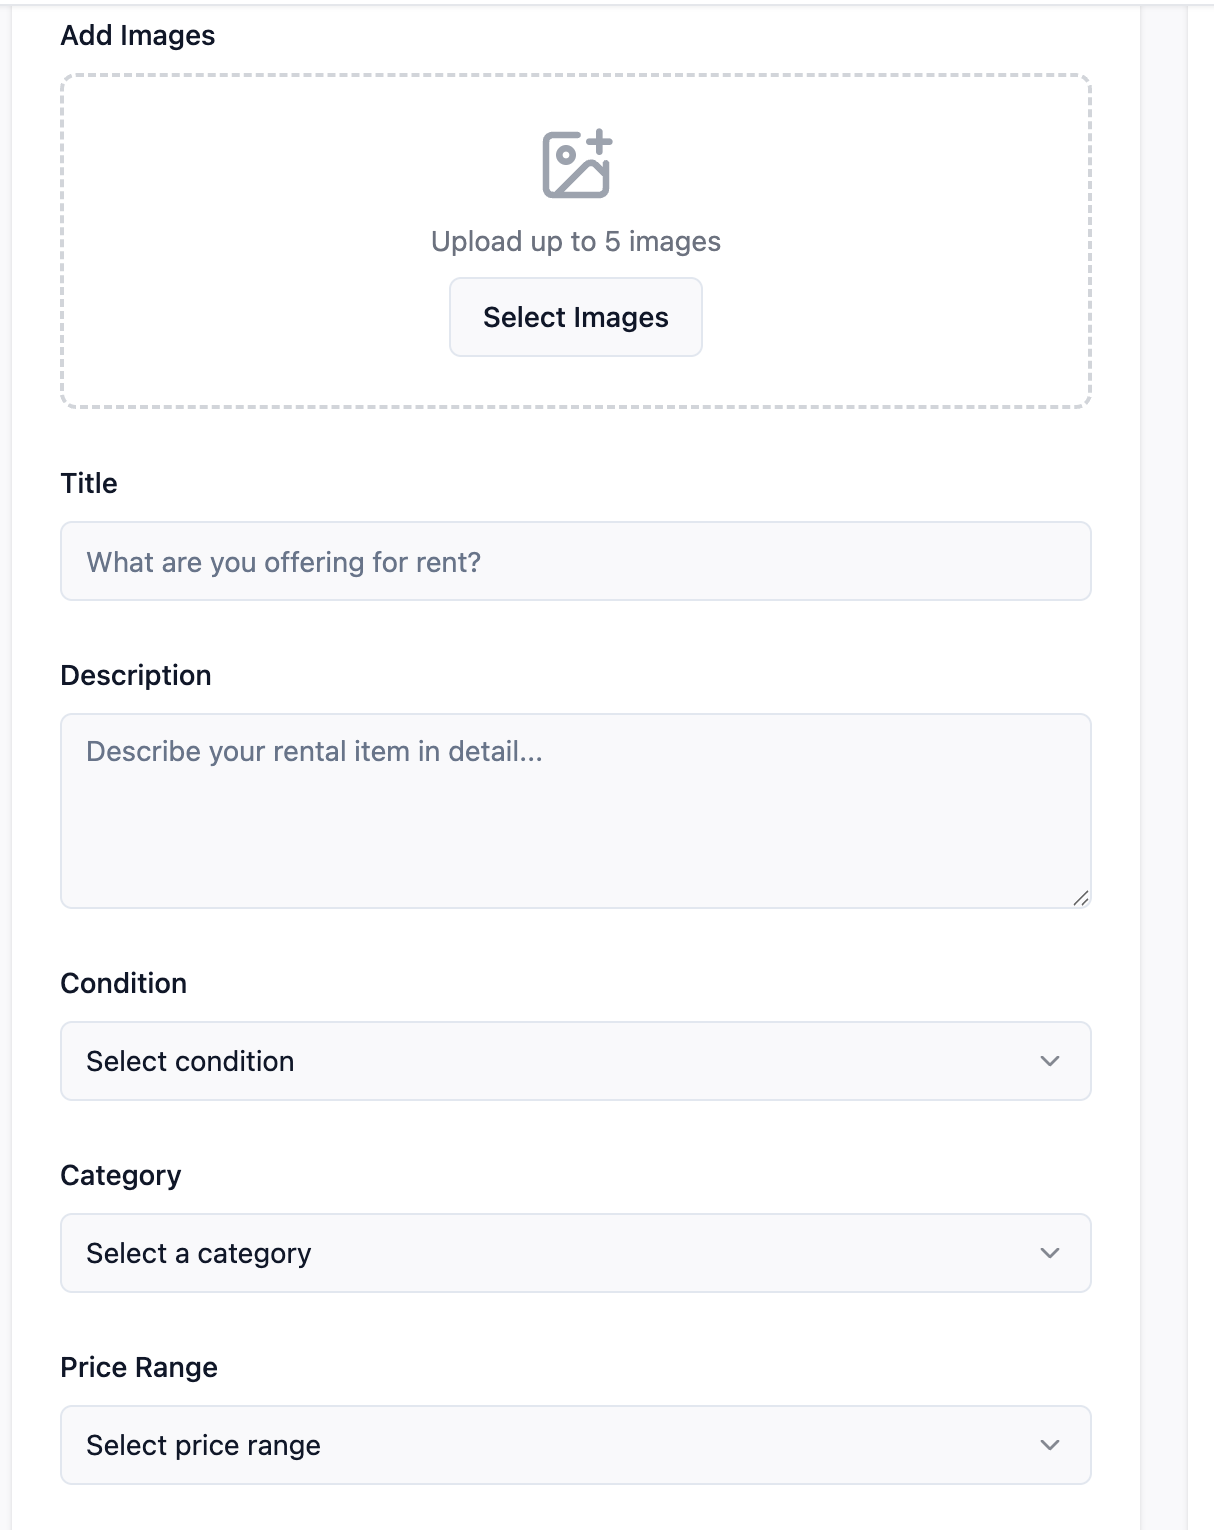 Add Images
Upload up to 5 images
Select Images
Title
What are you offering for rent?
Description
Describe your rental item in detail...
Condition
Select condition
Category
Select a category
Price Range
Select price range